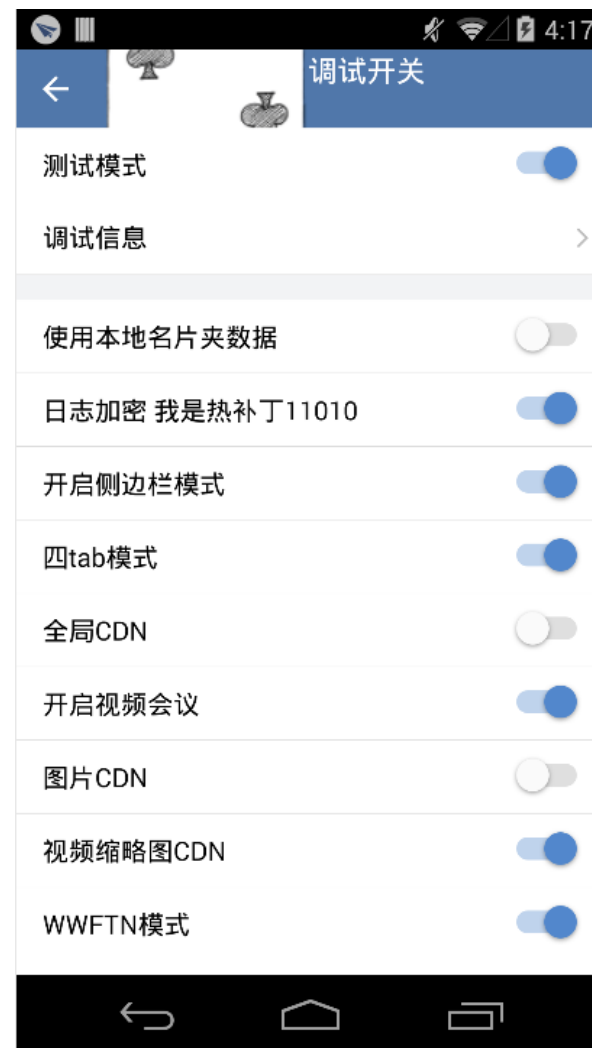 4:17
调试开关
测试模式
调试信息
使用本地名片夹数据
日志加密 我是热补丁11010
开启侧边栏模式
四tab模式
全局CDN
开启视频会议
图片CDN
视频缩略图CDN
WWFTN模式